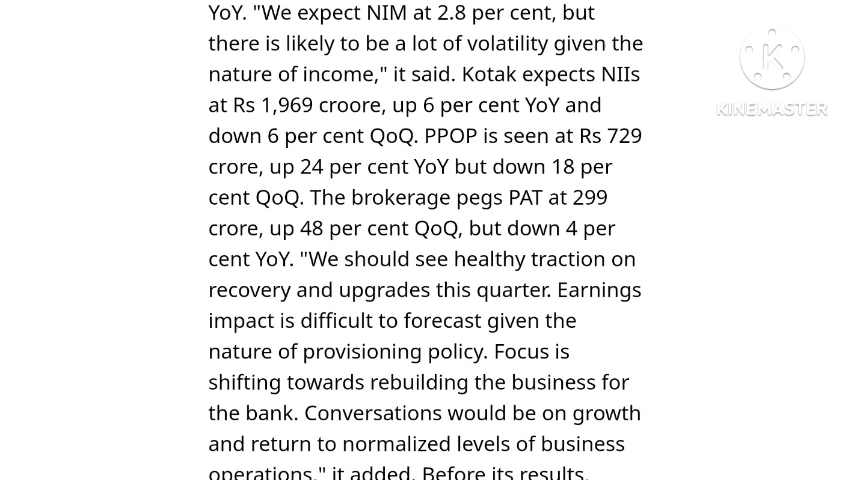 YoY. "We expect NIM at 2.8 per cent, but
there is likely to be a lot of volatility given the
nature of income," it said. Kotak expects NIIs
at Rs 1,969 croore, up 6 per cent YoY and
down 6 per cent QoQ. PPOP is seen at Rs 729
crore, up 24 per cent YoY but down 18 per
cent QoQ. The brokerage pegs PAT at 299
crore, up 48 per cent QoQ, but down 4 per
cent YoY. "We should see healthy traction on
recovery and upgrades this quarter. Earnings
impact is difficult to forecast given the
nature of provisioning policy. Focus is
shifting towards rebuilding the business for
the bank. Conversations would be on growth
and return to normalized levels of business
operations," it added. Before its results,
K
KINEMASTER